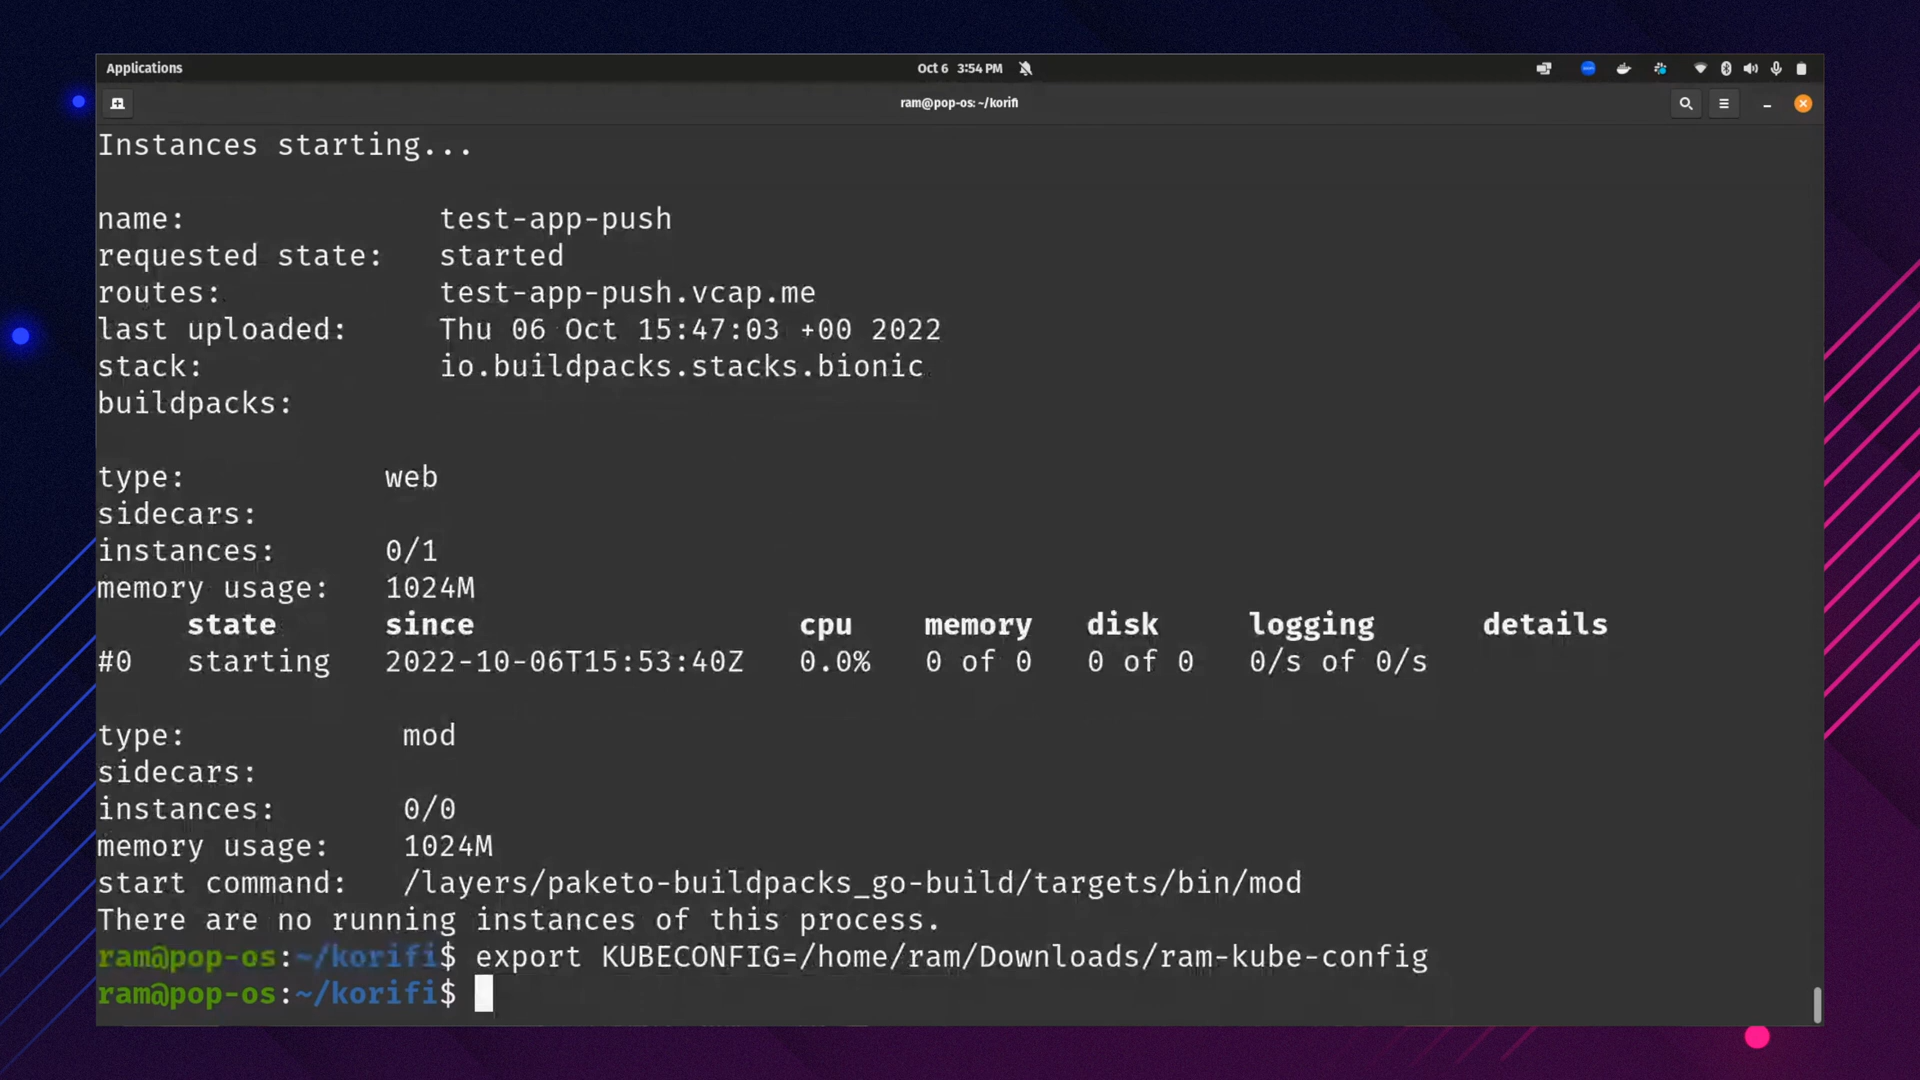 Applications
Oct 6 3:54 PM
ram@pop-os: ~/korifi
Instances starting...
name: test-app-push
requested state: started
routes: test-app-push.vcap.me
last uploaded: Thu 06 Oct 15:47:03 +00 2022
stack: io.buildpacks.stacks.bionic
buildpacks:
type: web
sidecars:
instances: 0/1
memory usage: 1024M
state since cpu memory disk logging details
#0 starting 2022-10-06T15:53:40Z 0.0% 0 of 0 0 of 0 0/s of 0/s
type: mod
sidecars:
instances: 0/0
memory usage: 1024M
start command: /layers/paketo-buildpacks_go-build/targets/bin/mod
There are no running instances of this process.
ram@pop-os:~/korifi$ export KUBECONFIG=/home/ram/Downloads/ram-kube-config
ram@pop-os:~/korifi$